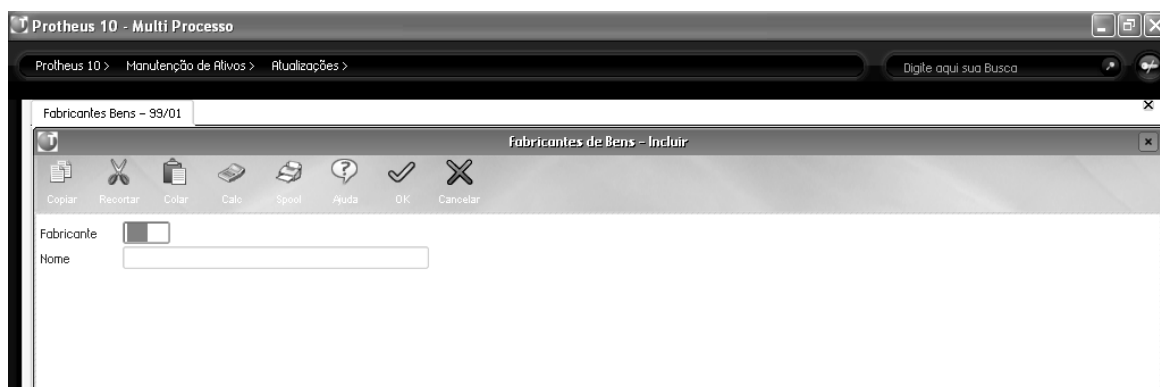 Protheus 10 - Multi Processo
Protheus 10 > Manutenção de Ativos > Atualizações >
Digite aqui sua Busca
Fabricantes Bens – 99/01
Fabricantes de Bens – Incluir
Copiar Recortar Colar Calc Spool Ajuda OK Cancelar
Fabricante
Nome